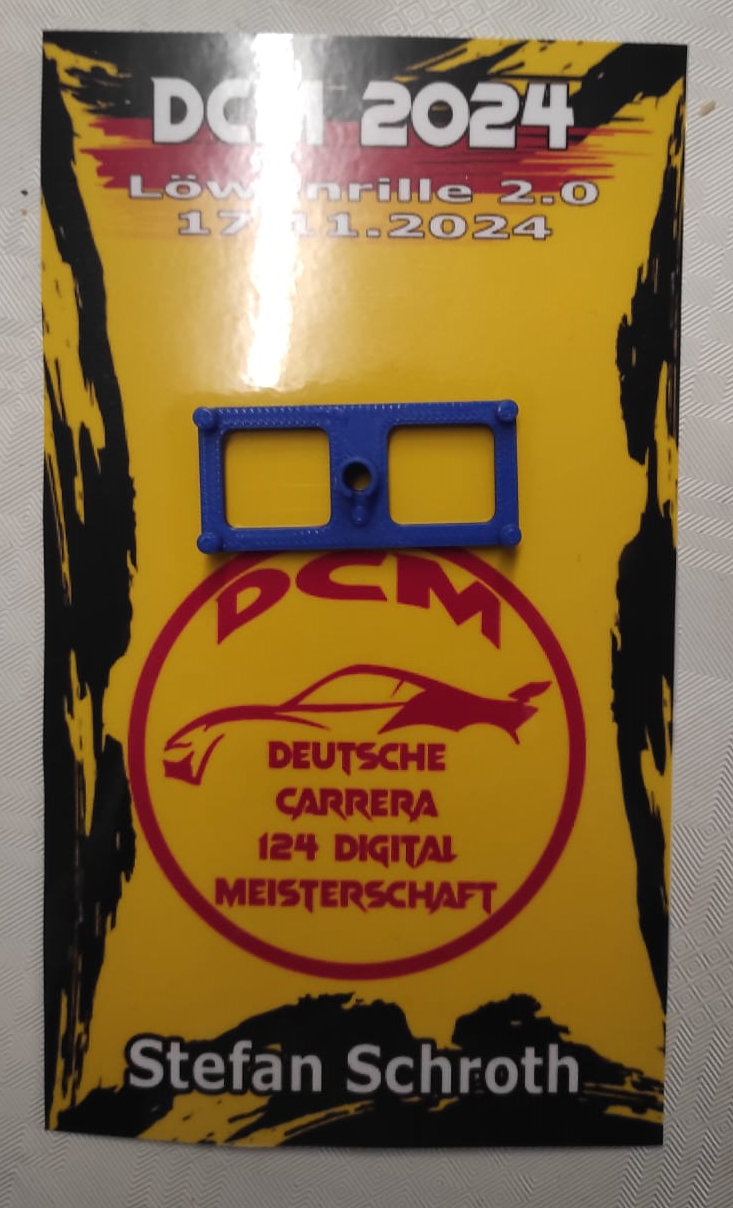 DCM 2024
Löwenrille 2.0
17.11.2024
DCM
DEUTSCHE
CARRERA
124 DIGITAL
MEISTERSCHAFT
Stefan Schroth